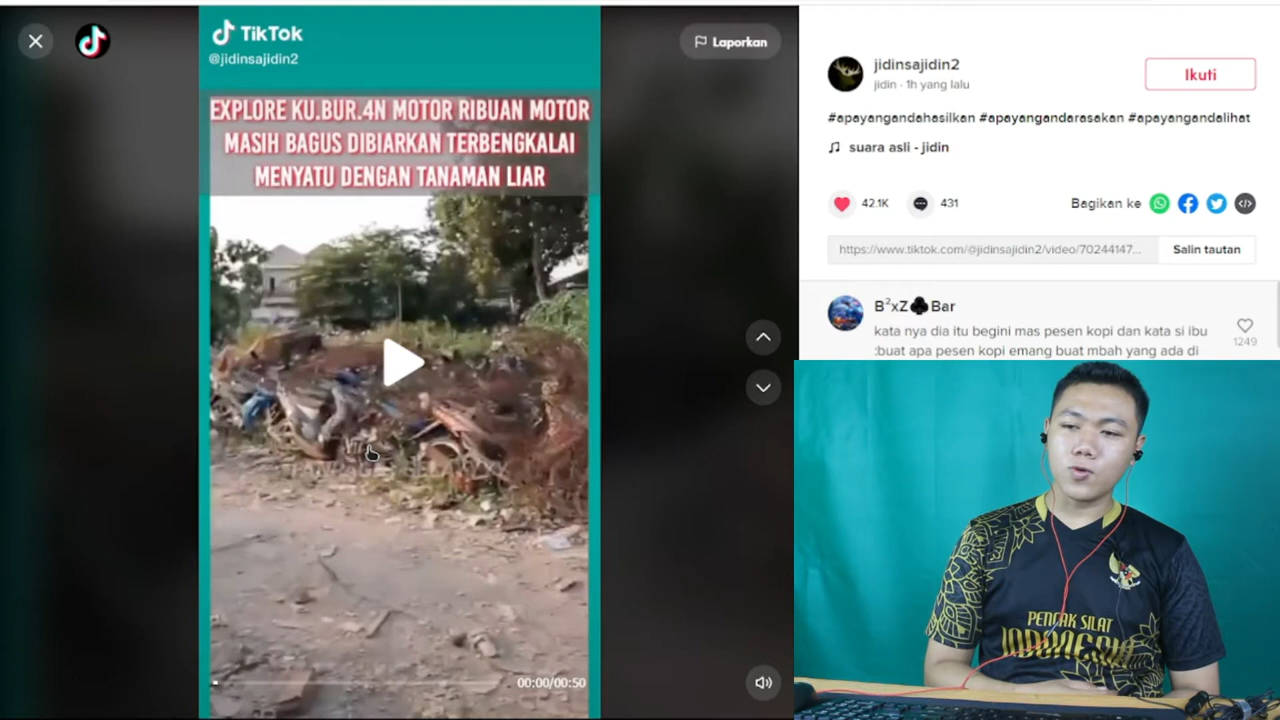 TikTok
@jidinsajidin2
Laporkan
EXPLORE KU.BUR.4N MOTOR RIBUAN MOTOR
MASIH BAGUS DIBIARKAN TERBENGKALAI
MENYATU DENGAN TANAMAN LIAR
00:00/00:50
jidinsajidin2
jidin · 1h yang lalu
Ikuti
#apayangandahasilkan #apayangandarasakan #apayangandalihat
suara asli - jidin
42.1K
431
Bagikan ke
https://www.tiktok.com/@jidinsajidin2/video/70244147...
Salin tautan
B²xZ♣Bar
kata nya dia itu begini mas pesen kopi dan kata si ibu
:buat apa pesen kopi emang buat mbah yang ada di
1249
PENCAK SILAT
INDONESIA